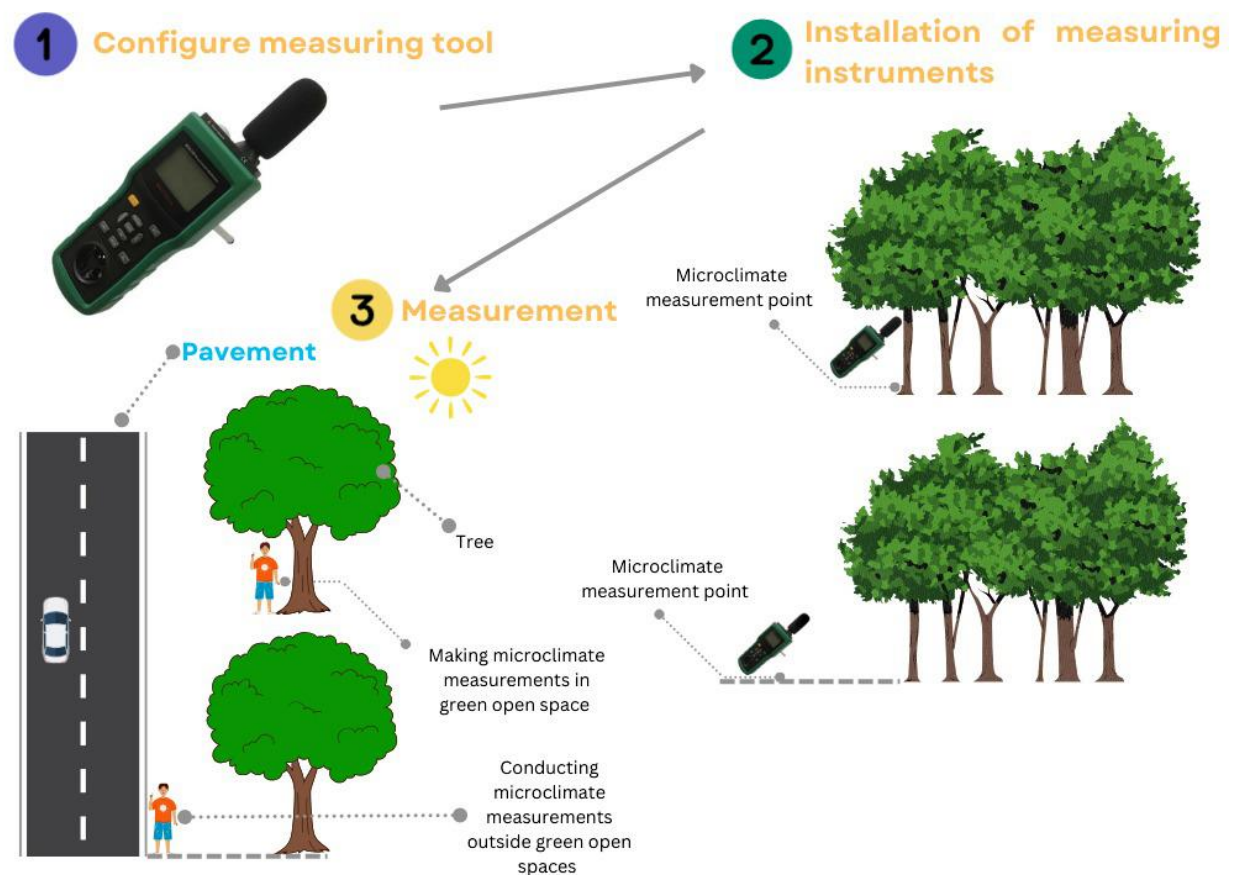 1 Configure measuring tool
2 Installation of measuring
instruments
Microclimate
measurement point
3 Measurement
Pavement
Tree
Microclimate
measurement point
Making microclimate
measurements in
green open space
Conducting
microclimate
measurements
outside green open
spaces